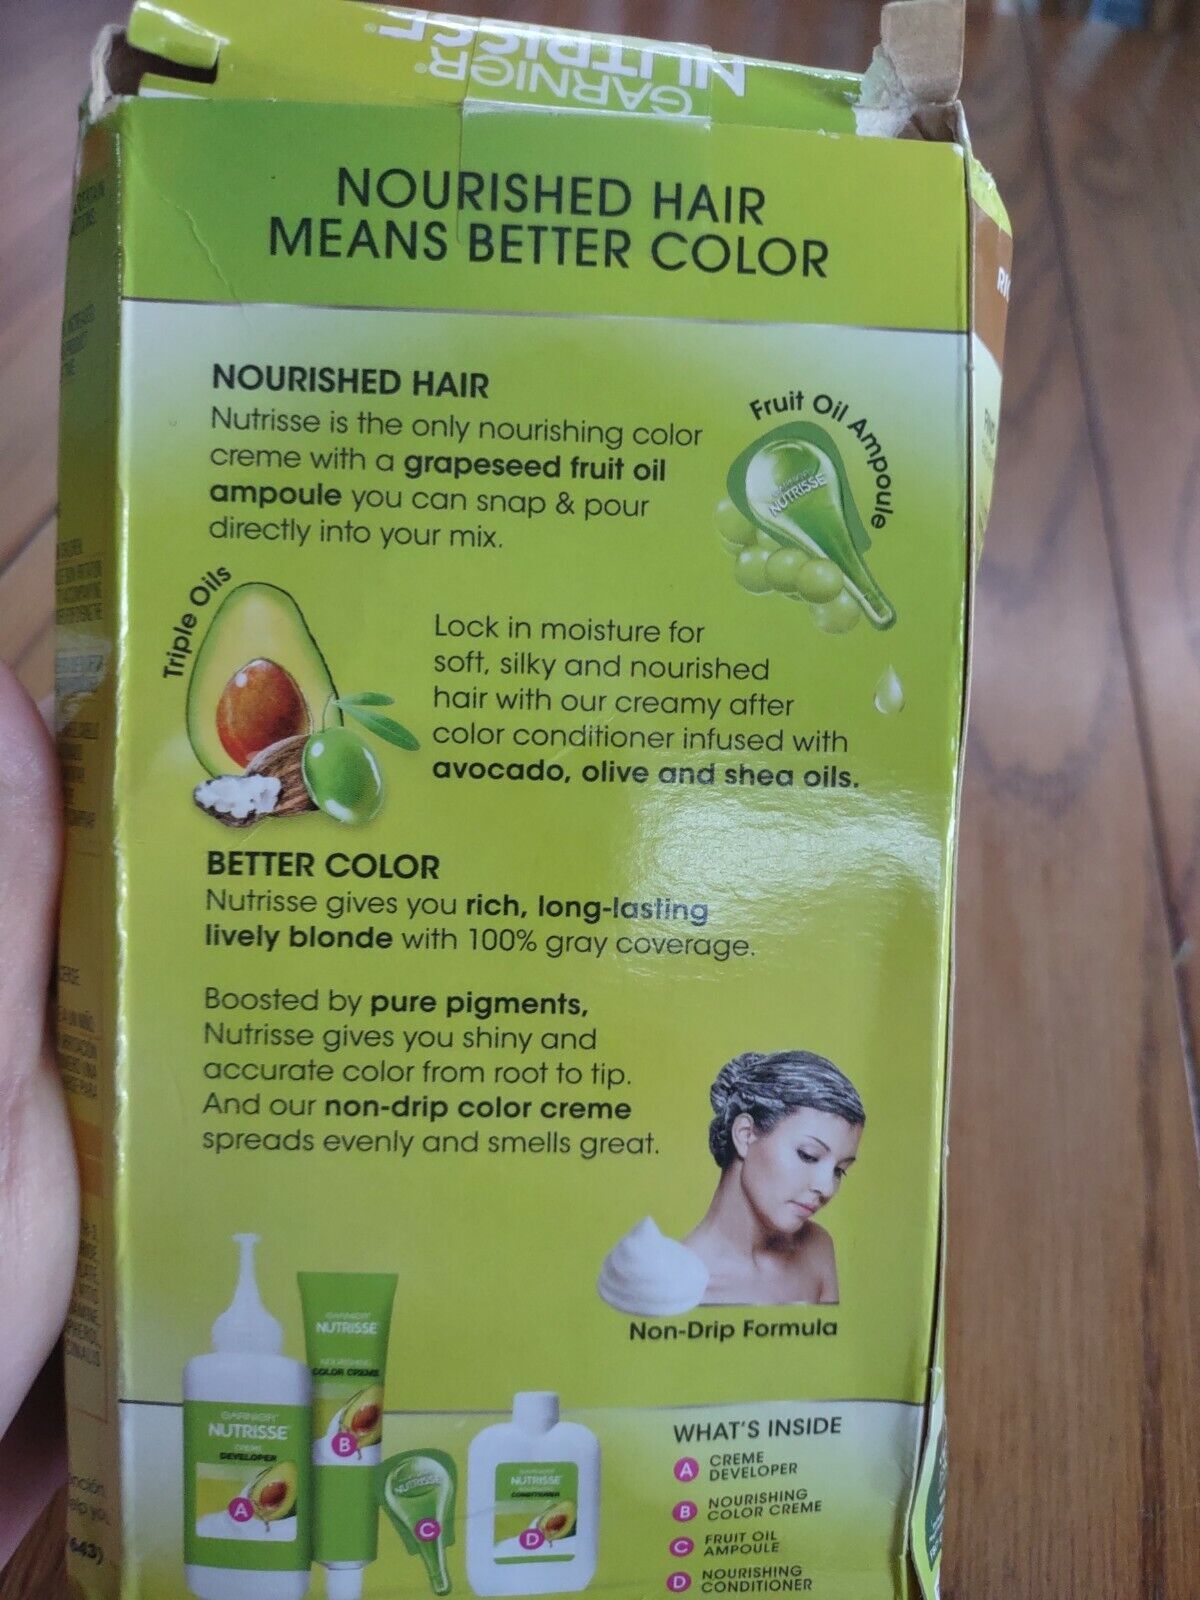 GARNIER®
NUTRISSE®
NOURISHED HAIR
MEANS BETTER COLOR
NOURISHED HAIR
Nutrisse is the only nourishing color
creme with a grapeseed fruit oil
ampoule you can snap & pour
directly into your mix.
Fruit Oil Ampoule
NUTRISSE
Triple Oils
Lock in moisture for
soft, silky and nourished
hair with our creamy after
color conditioner infused with
avocado, olive and shea oils.
BETTER COLOR
Nutrisse gives you rich, long-lasting
lively blonde with 100% gray coverage.
Boosted by pure pigments,
Nutrisse gives you shiny and
accurate color from root to tip.
And our non-drip color creme
spreads evenly and smells great.
Non-Drip Formula
GARNIER
NUTRISSE
CREME
DEVELOPER
A
GARNIER
NUTRISSE
NOURISHING
COLOR CREME
B
NUTRISSE
C
GARNIER
NUTRISSE
CONDITIONER
D
WHAT'S INSIDE
A CREME
DEVELOPER
B NOURISHING
COLOR CREME
C FRUIT OIL
AMPOULE
D NOURISHING
CONDITIONER